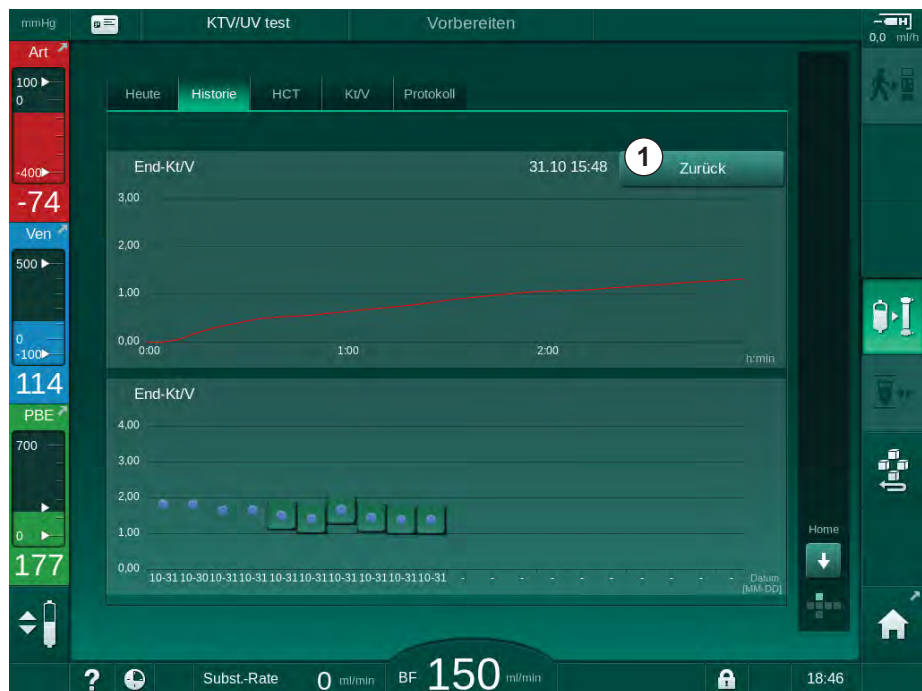 mmHg
KTV/UV test
Vorbereiten
0,0 ml/h
Art
100
0
-400
-74
Ven
500
0
-100
114
PBE
700
0
177
Heute Historie HCT Kt/V Protokoll
End-Kt/V 31.10 15:48 1 Zurück
3,00
2,00
1,00
0,00
0:00 1:00 2:00 h:min
End-Kt/V
4,00
3,00
2,00
1,00
0,00
10-31 10-30 10-31 10-31 10-31 10-31 10-31 10-31 10-31 10-31 - - - - - - - - - - Datum
[MM-DD]
Home
? Subst.-Rate 0 ml/min BF 150 ml/min 18:46